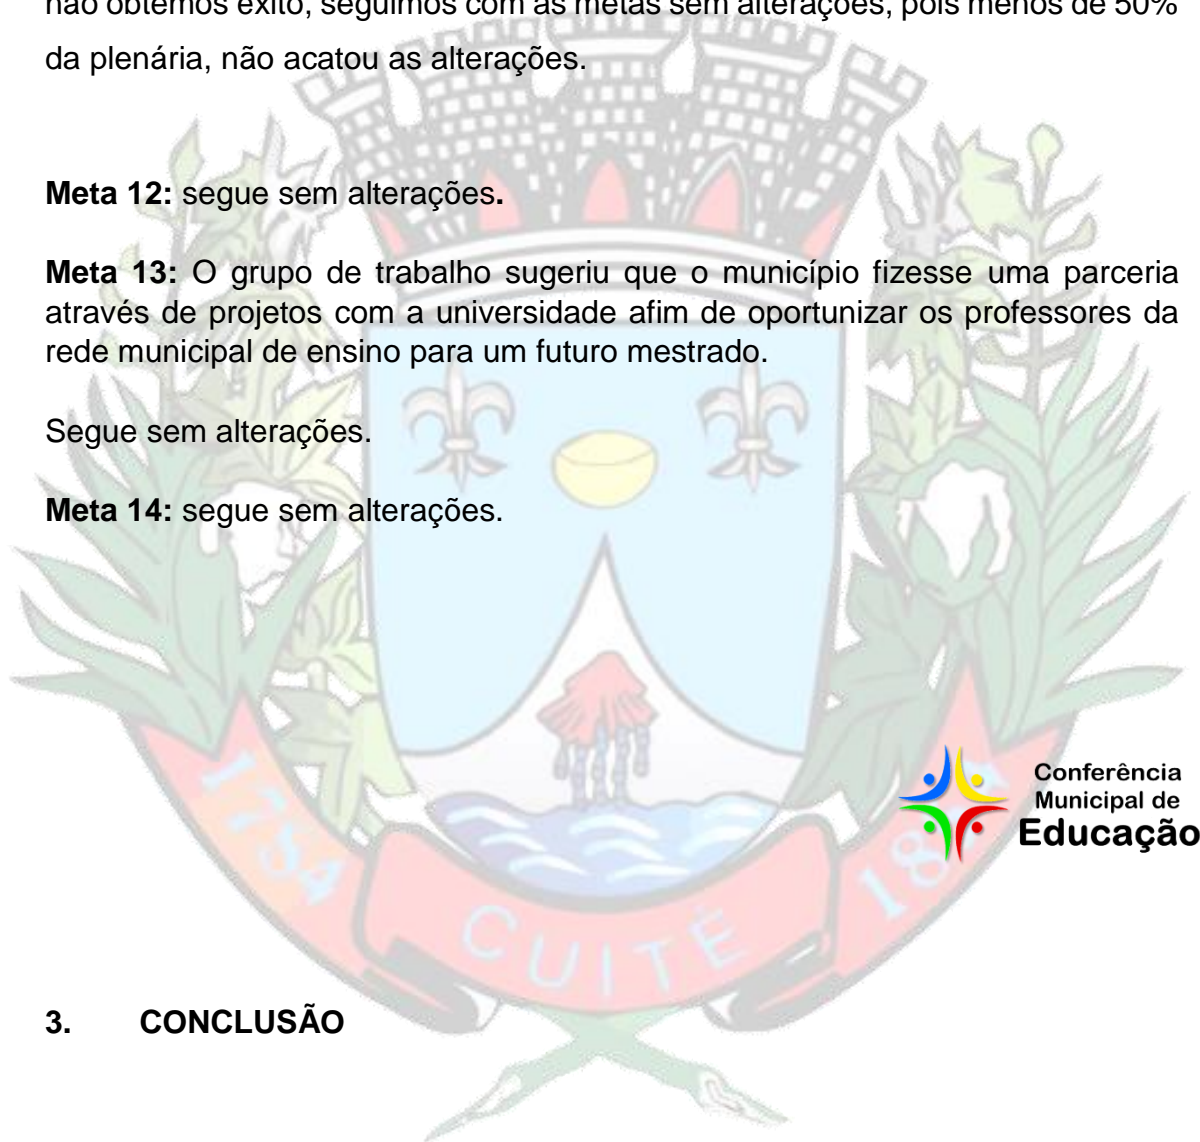 não obtemos êxito, seguimos com as metas sem alterações, pois menos de 50%
da plenária, não acatou as alterações.
Meta 12: segue sem alterações.
Meta 13: O grupo de trabalho sugeriu que o município fizesse uma parceria
através de projetos com a universidade afim de oportunizar os professores da
rede municipal de ensino para um futuro mestrado.
Segue sem alterações.
Meta 14: segue sem alterações.
Conferência
Municipal de
Educação
1754
CUITÉ
3. CONCLUSÃO